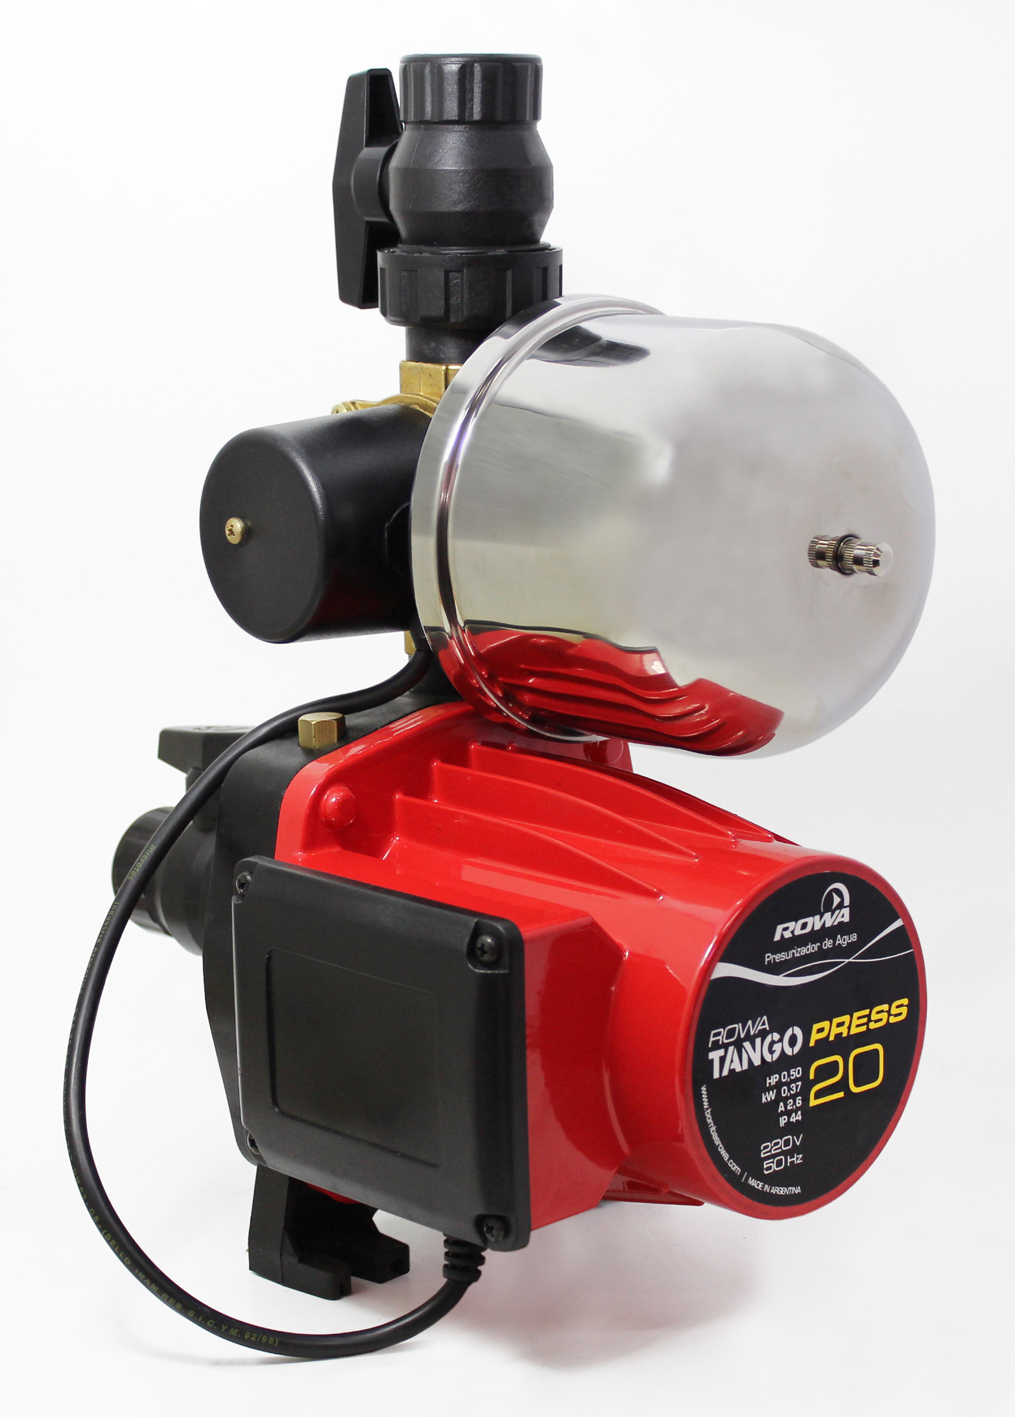 ROWA
Presurizador de Agua
ROWA
TANGO PRESS
20
HP 0,50
kW 0,37
A 2,6
IP 44
220V
50 Hz
www.bombasrowa.com | MADE IN ARGENTINA